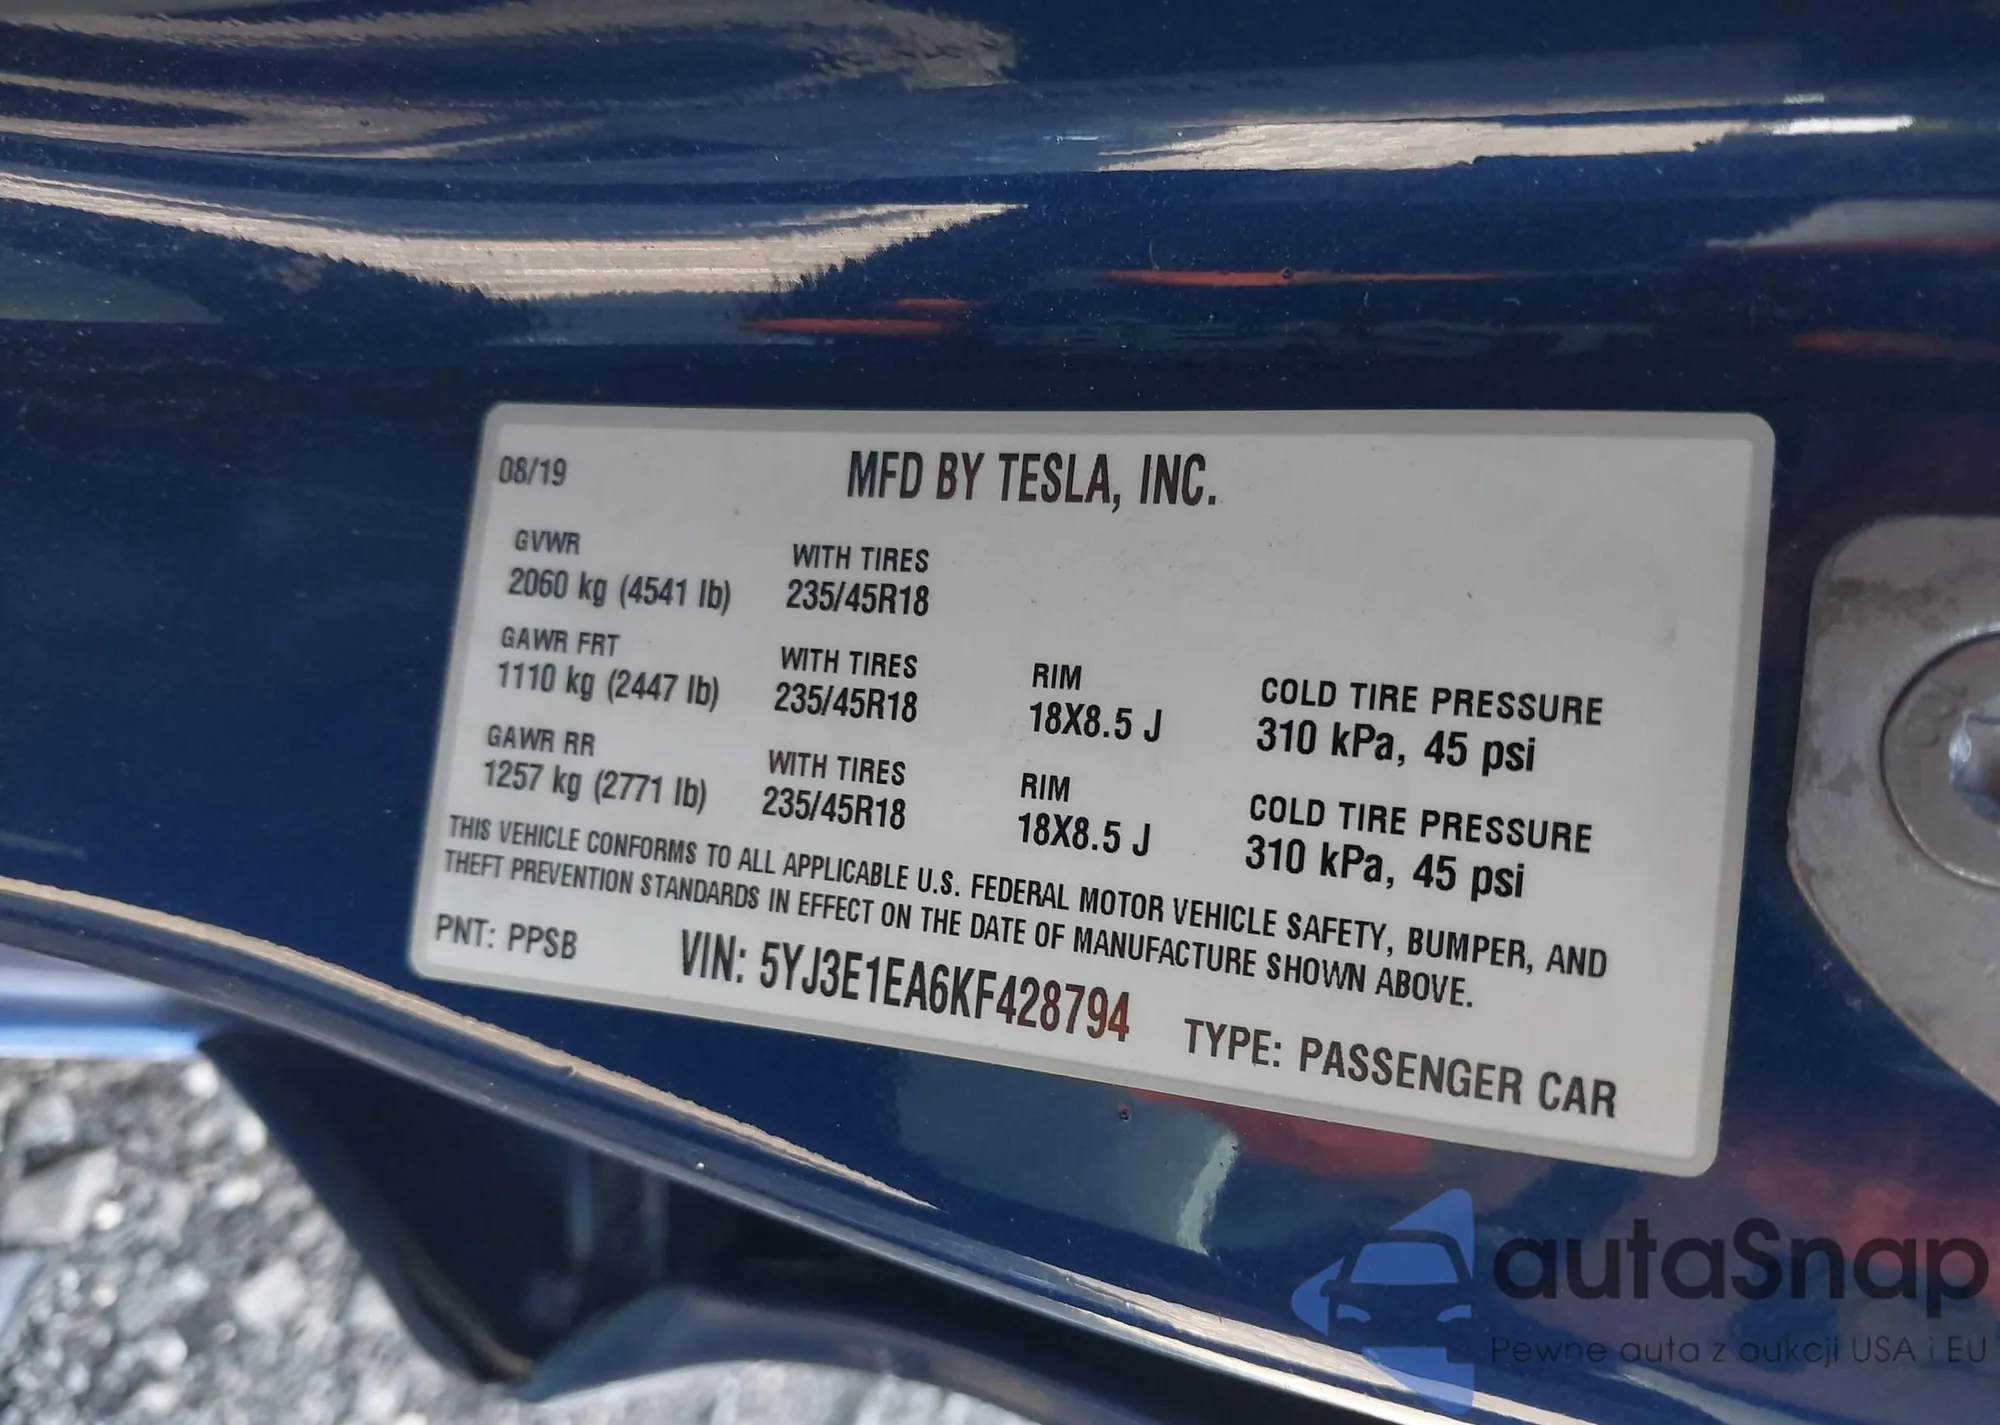 08/19
MFD BY TESLA, INC.
GVWR
2060 kg (4541 lb)
WITH TIRES
235/45R18
GAWR FRT
1110 kg (2447 lb)
WITH TIRES
235/45R18
RIM
18X8.5 J
COLD TIRE PRESSURE
310 kPa, 45 psi
GAWR RR
1257 kg (2771 lb)
WITH TIRES
235/45R18
RIM
18X8.5 J
COLD TIRE PRESSURE
310 kPa, 45 psi
THIS VEHICLE CONFORMS TO ALL APPLICABLE U.S. FEDERAL MOTOR VEHICLE SAFETY, BUMPER, AND
THEFT PREVENTION STANDARDS IN EFFECT ON THE DATE OF MANUFACTURE SHOWN ABOVE.
PNT: PPSB
VIN: 5YJ3E1EA6KF428794
TYPE: PASSENGER CAR
autaSnap
Pewne auta z aukcji USA i EU